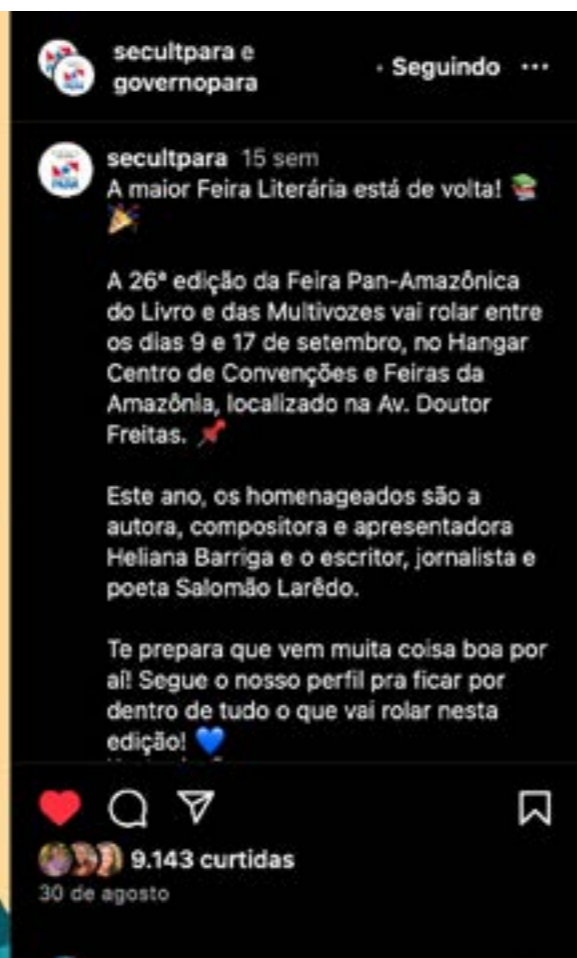 secultpara e
governopara
• Seguindo ...
secultpara 15 sem
A maior Feira Literária está de volta! 📚
🎉
A 26ª edição da Feira Pan-Amazônica
do Livro e das Multivozes vai rolar entre
os dias 9 e 17 de setembro, no Hangar
Centro de Convenções e Feiras da
Amazônia, localizado na Av. Doutor
Freitas. 📌
Este ano, os homenageados são a
autora, compositora e apresentadora
Heliana Barriga e o escritor, jornalista e
poeta Salomão Larêdo.
Te prepara que vem muita coisa boa por
aí! Segue o nosso perfil pra ficar por
dentro de tudo o que vai rolar nesta
edição! 💙
9.143 curtidas
30 de agosto